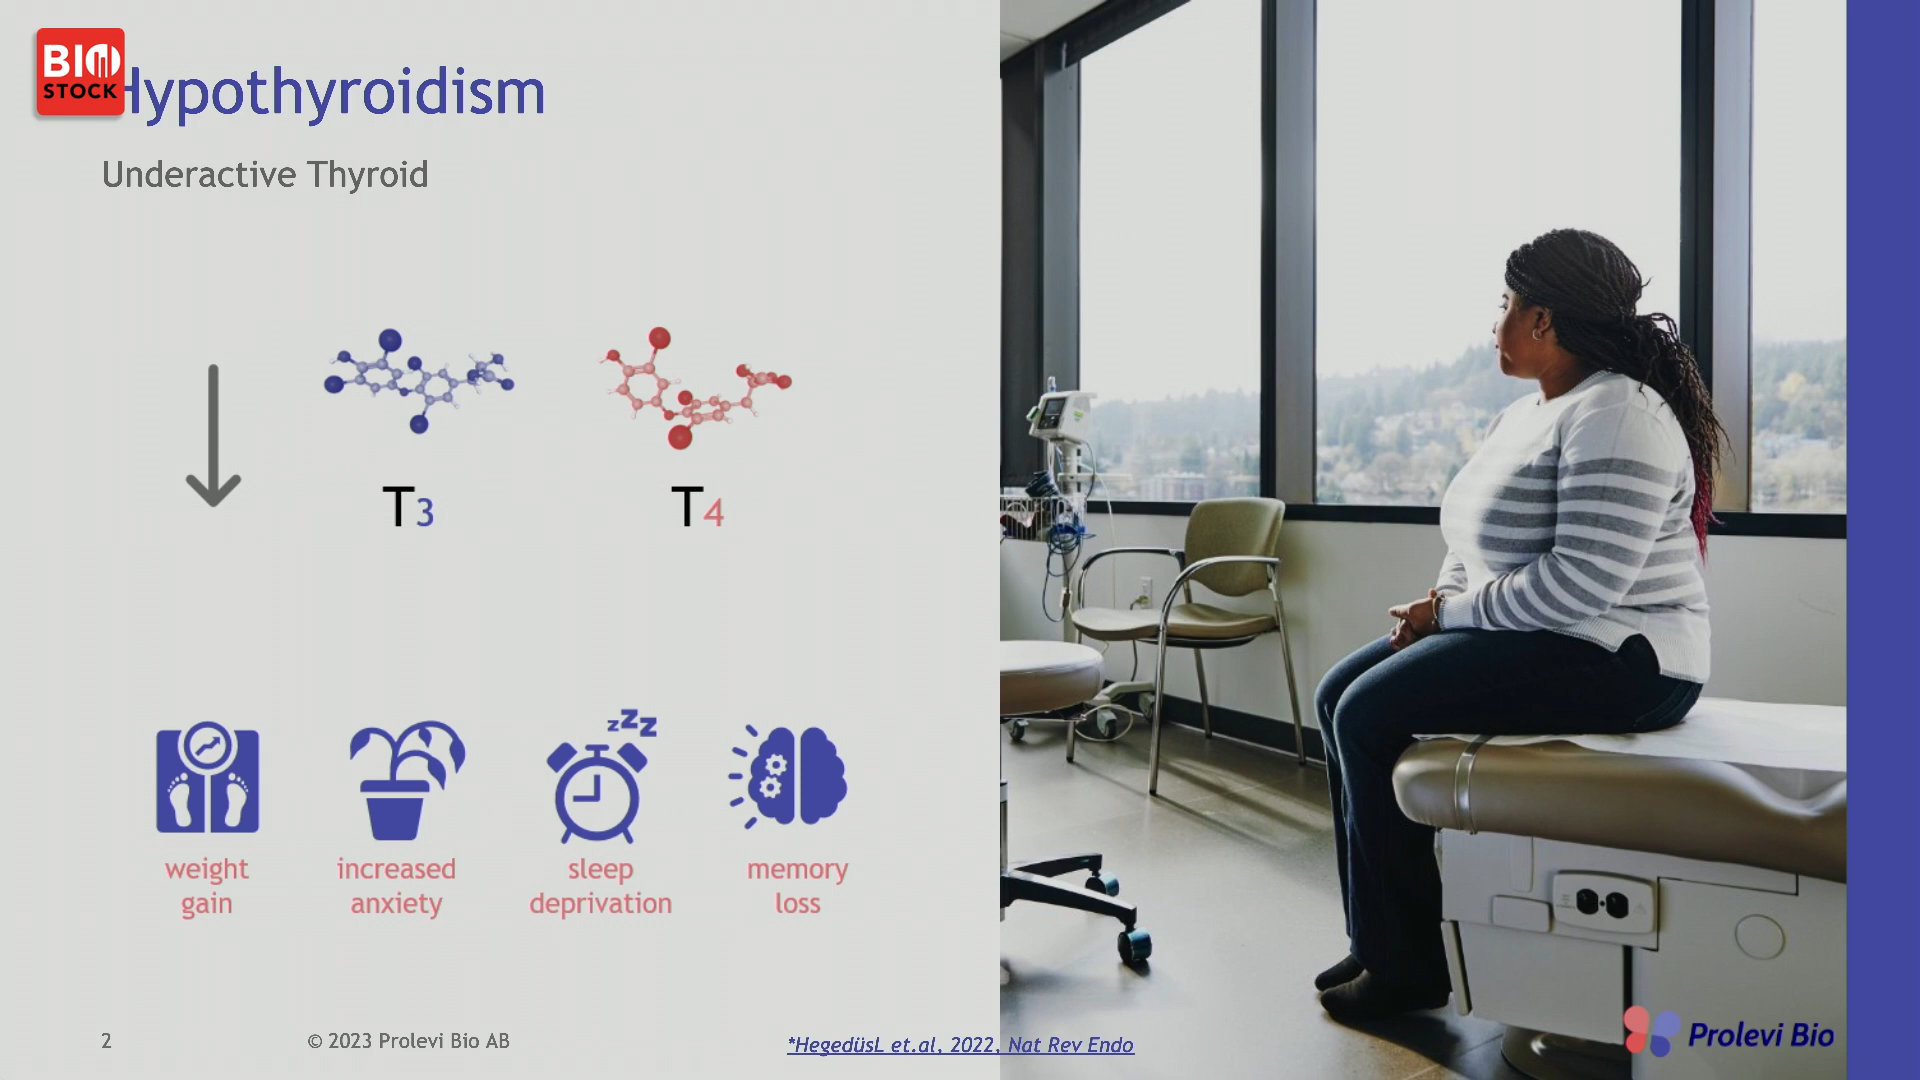 BIO
STOCK
Hypothyroidism
Underactive Thyroid
T3
T4
zzZ
weight
gain
increased
anxiety
sleep
deprivation
memory
loss
2
© 2023 Prolevi Bio AB
*HegedüsL et.al, 2022, Nat Rev Endo
Prolevi Bio